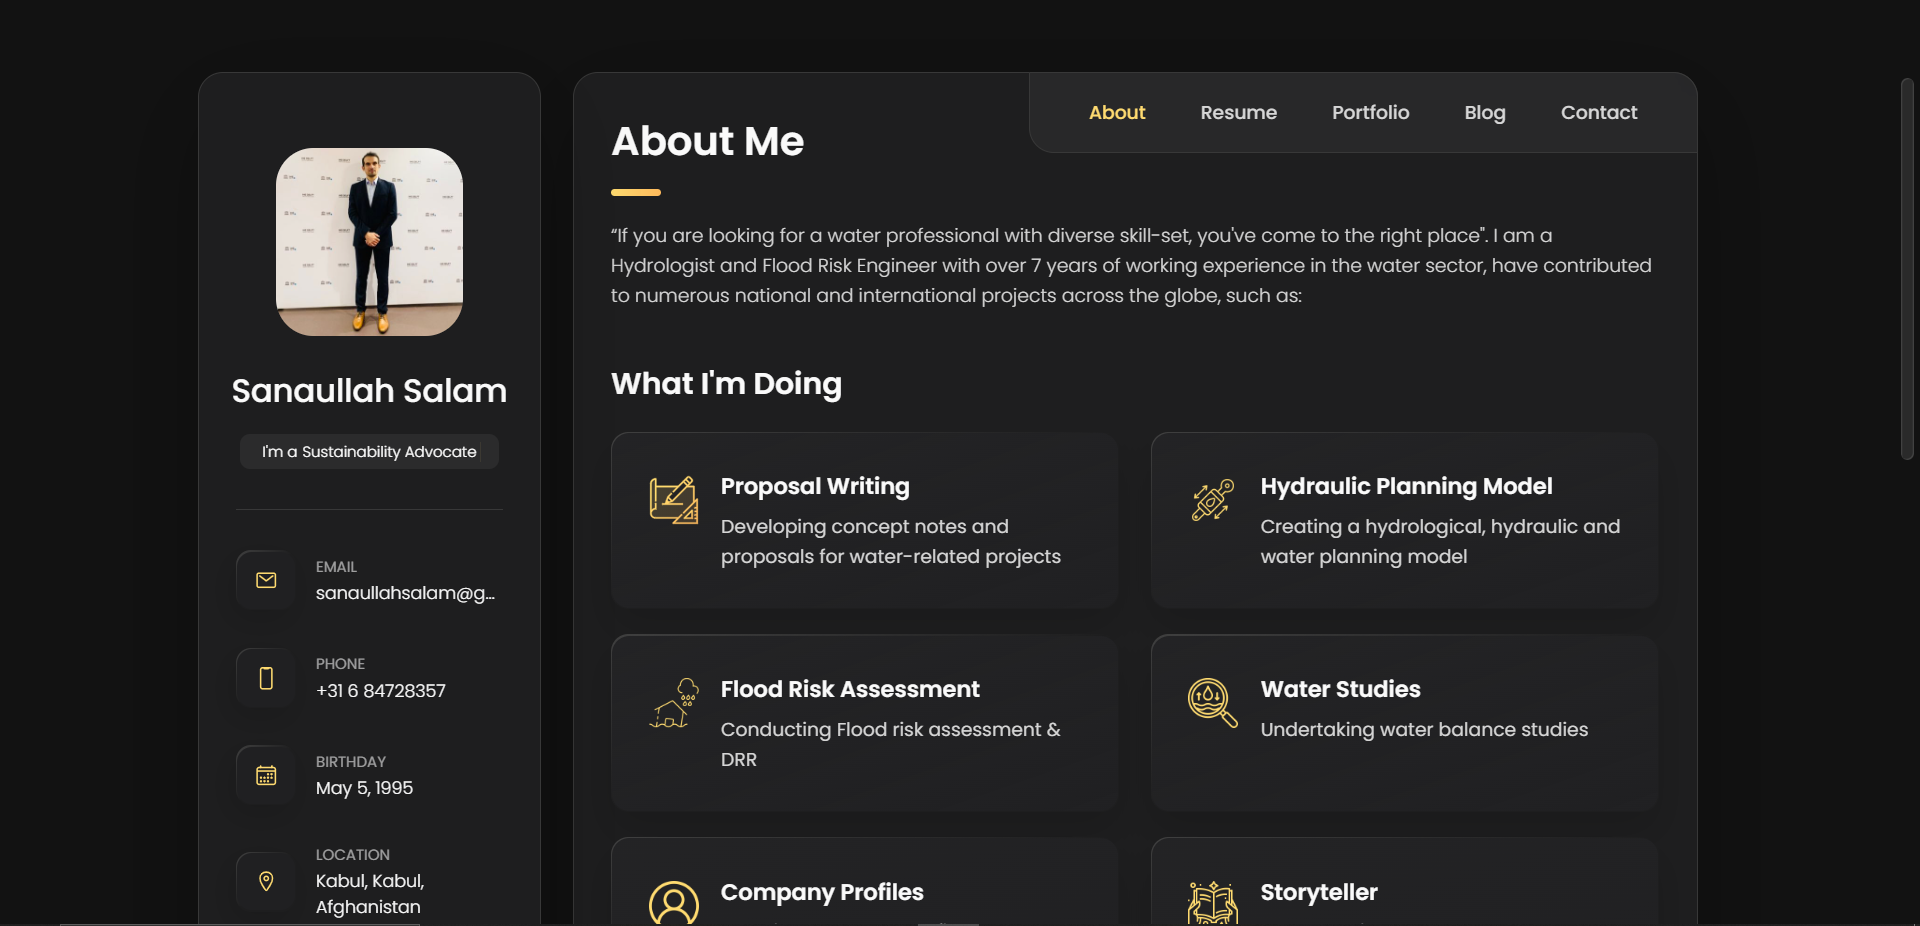 About
Resume
Portfolio
Blog
Contact
Sanaullah Salam
I'm a Sustainability Advocate
EMAIL
sanaullahsalam@g...
PHONE
+31 6 84728357
BIRTHDAY
May 5, 1995
LOCATION
Kabul, Kabul,
Afghanistan
About Me
“If you are looking for a water professional with diverse skill-set, you've come to the right place". I am a
Hydrologist and Flood Risk Engineer with over 7 years of working experience in the water sector, have contributed
to numerous national and international projects across the globe, such as:
What I'm Doing
Proposal Writing
Developing concept notes and
proposals for water-related projects
Hydraulic Planning Model
Creating a hydrological, hydraulic and
water planning model
Flood Risk Assessment
Conducting Flood risk assessment &
DRR
Water Studies
Undertaking water balance studies
Company Profiles
Storyteller